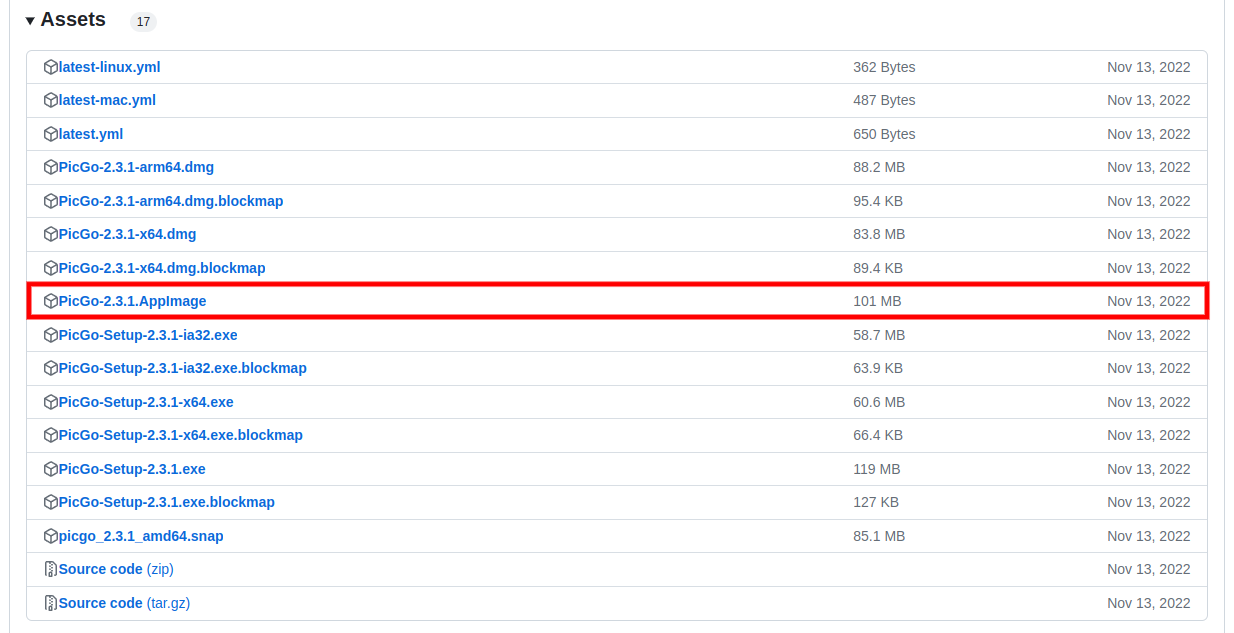 Assets 17
latest-linux.yml 362 Bytes Nov 13, 2022
latest-mac.yml 487 Bytes Nov 13, 2022
latest.yml 650 Bytes Nov 13, 2022
PicGo-2.3.1-arm64.dmg 88.2 MB Nov 13, 2022
PicGo-2.3.1-arm64.dmg.blockmap 95.4 KB Nov 13, 2022
PicGo-2.3.1-x64.dmg 83.8 MB Nov 13, 2022
PicGo-2.3.1-x64.dmg.blockmap 89.4 KB Nov 13, 2022
PicGo-2.3.1.AppImage 101 MB Nov 13, 2022
PicGo-Setup-2.3.1-ia32.exe 58.7 MB Nov 13, 2022
PicGo-Setup-2.3.1-ia32.exe.blockmap 63.9 KB Nov 13, 2022
PicGo-Setup-2.3.1-x64.exe 60.6 MB Nov 13, 2022
PicGo-Setup-2.3.1-x64.exe.blockmap 66.4 KB Nov 13, 2022
PicGo-Setup-2.3.1.exe 119 MB Nov 13, 2022
PicGo-Setup-2.3.1.exe.blockmap 127 KB Nov 13, 2022
picgo_2.3.1_amd64.snap 85.1 MB Nov 13, 2022
Source code (zip) Nov 13, 2022
Source code (tar.gz) Nov 13, 2022